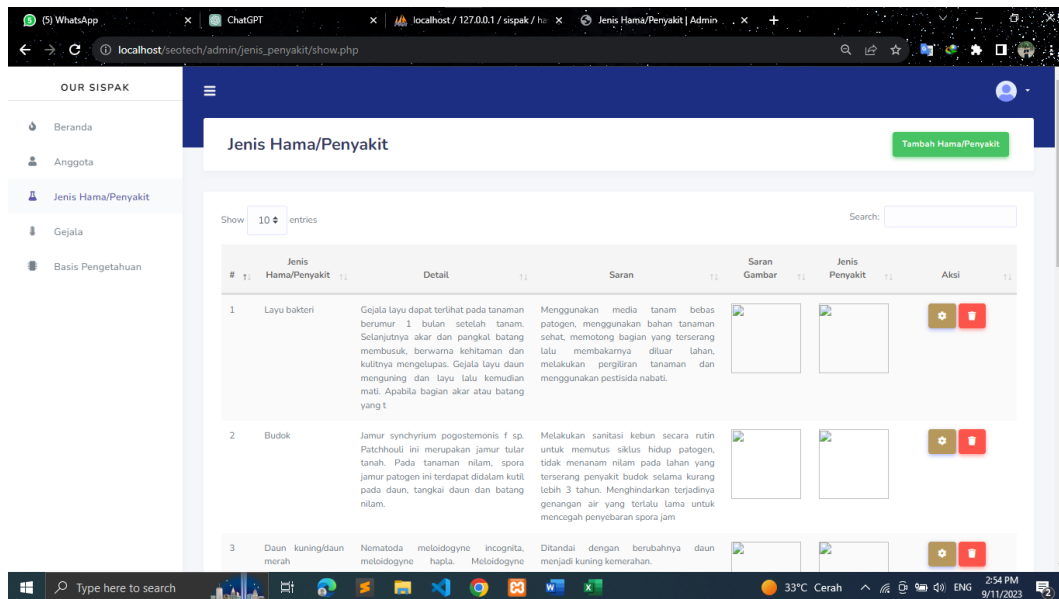 (5) WhatsApp
ChatGPT
localhost / 127.0.0.1 / sispak / ha
Jenis Hama/Penyakit | Admin
localhost/seotech/admin/jenis_penyakit/show.php
OUR SISPAK
Beranda
Anggota
Jenis Hama/Penyakit
Gejala
Basis Pengetahuan
Jenis Hama/Penyakit
Tambah Hama/Penyakit
Show 10 entries
Search:
# Jenis Hama/Penyakit Detail Saran Saran Gambar Jenis Penyakit Aksi
1 Layu bakteri
Gejala layu dapat terlihat pada tanaman
berumur 1 bulan setelah tanam.
Selanjutnya akar dan pangkal batang
membusuk, berwarna kehitaman dan
kulitnya mengelupas. Gejala layu daun
menguning dan layu lalu kemudian
mati. Apabila bagian akar atau batang
yang t
Menggunakan media tanam bebas
patogen, menggunakan bahan tanaman
sehat, memotong bagian yang terserang
lalu membakarnya diluar lahan,
melakukan pergiliran tanaman dan
menggunakan pestisida nabati.
2 Budok
Jamur synchyrium pogostemonis f sp.
Patchhouli ini merupakan jamur tular
tanah. Pada tanaman nilam, spora
jamur patogen ini terdapat didalam kutil
pada daun, tangkai daun dan batang
nilam.
Melakukan sanitasi kebun secara rutin
untuk memutus siklus hidup patogen,
tidak menanam nilam pada lahan yang
terserang penyakit budok selama kurang
lebih 3 tahun. Menghindarkan terjadinya
genangan air yang terlalu lama untuk
mencegah penyebaran spora jam
3 Daun kuning/daun
merah
Nematoda meloidogyne incognita,
meloidogyne hapla. Meloidogyne
Ditandai dengan berubahnya daun
menjadi kuning kemerahan.
Type here to search
33°C Cerah
ENG
2:54 PM
9/11/2023
2